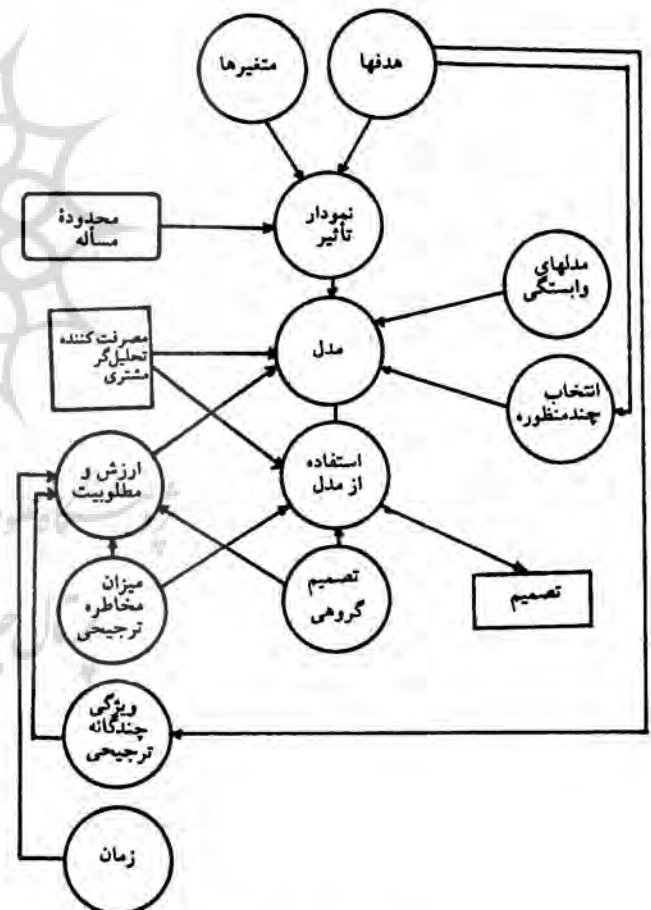 هدفها
متغیرها
نمودار
تأثیر
محدودهٔ
مسأله
مدلهای
وابستگی
مدل
مصرفت کننده
تحلیل‌گر
مشتری
انتخاب
چندمنظوره
استفاده
از مدل
ارزش و
مطلوبیت
تصمیم
تصمیم
گروهی
میزان
مخاطره
ترجیحی
ویژگی
چندگانه
ترجیحی
زمان